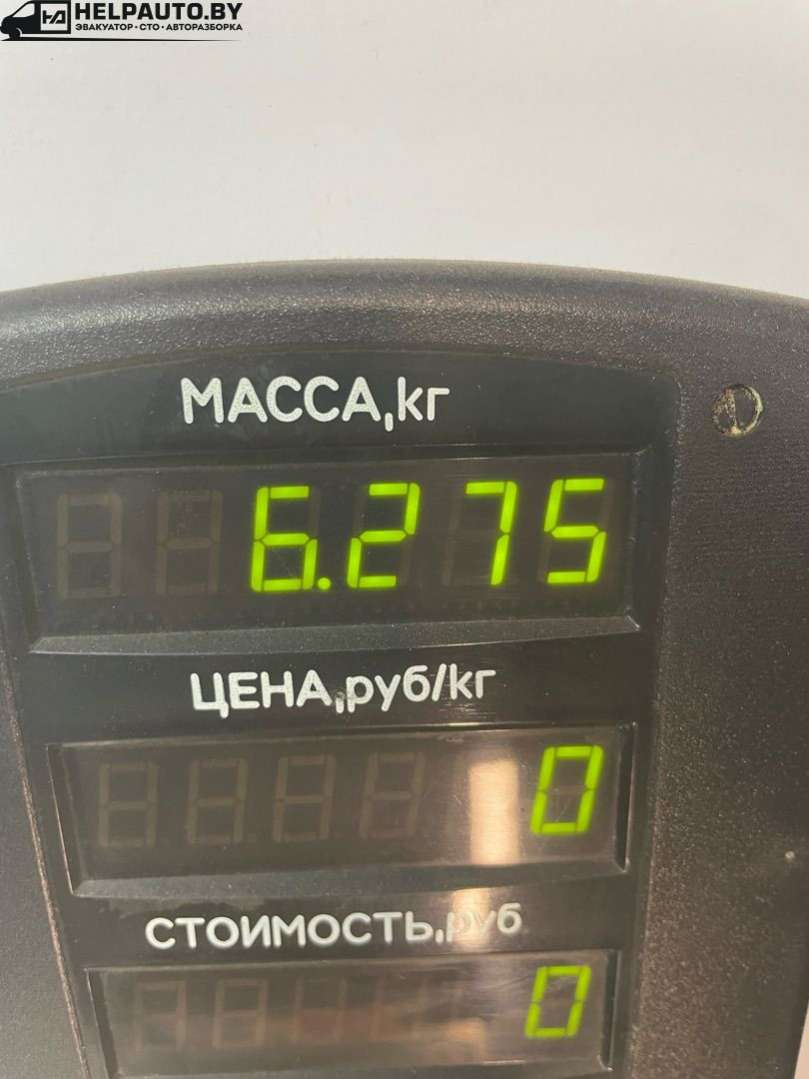 HELPAUTO.BY
ЭВАКУАТОР • СТО • АВТОРАЗБОРКА
МАССА,кг
6.275
ЦЕНА,руб/кг
0
СТОИМОСТЬ,руб
0